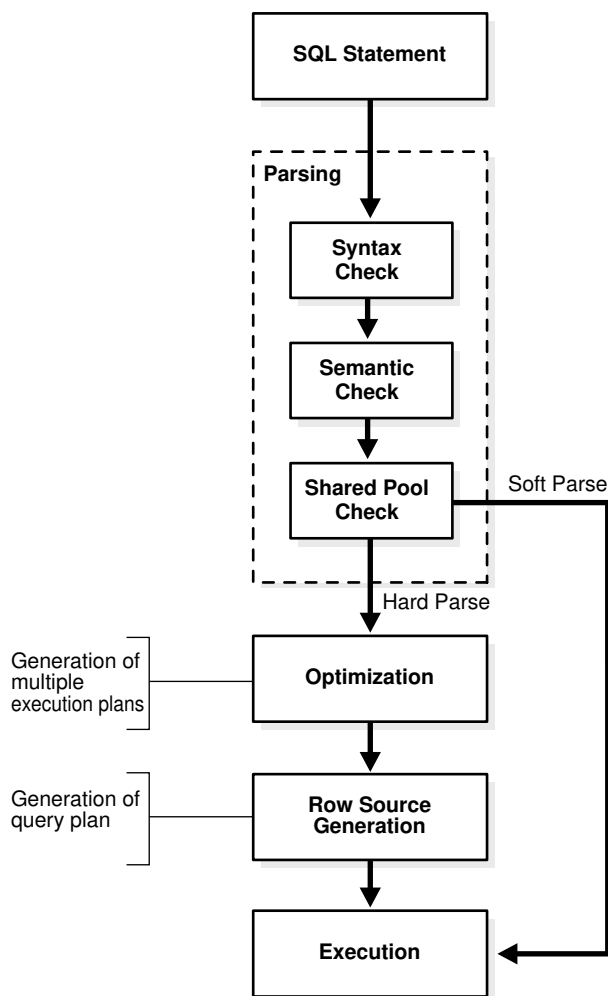 SQL Statement
Parsing
Syntax
Check
Semantic
Check
Shared Pool
Check
Soft Parse
Hard Parse
Generation of
multiple
execution plans
Optimization
Generation of
query plan
Row Source
Generation
Execution